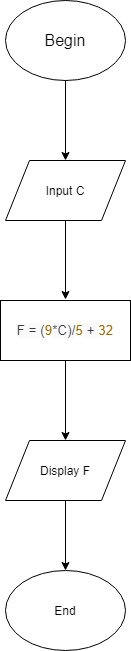 Begin
Input C
F = (9*C)/5 + 32
Display F
End